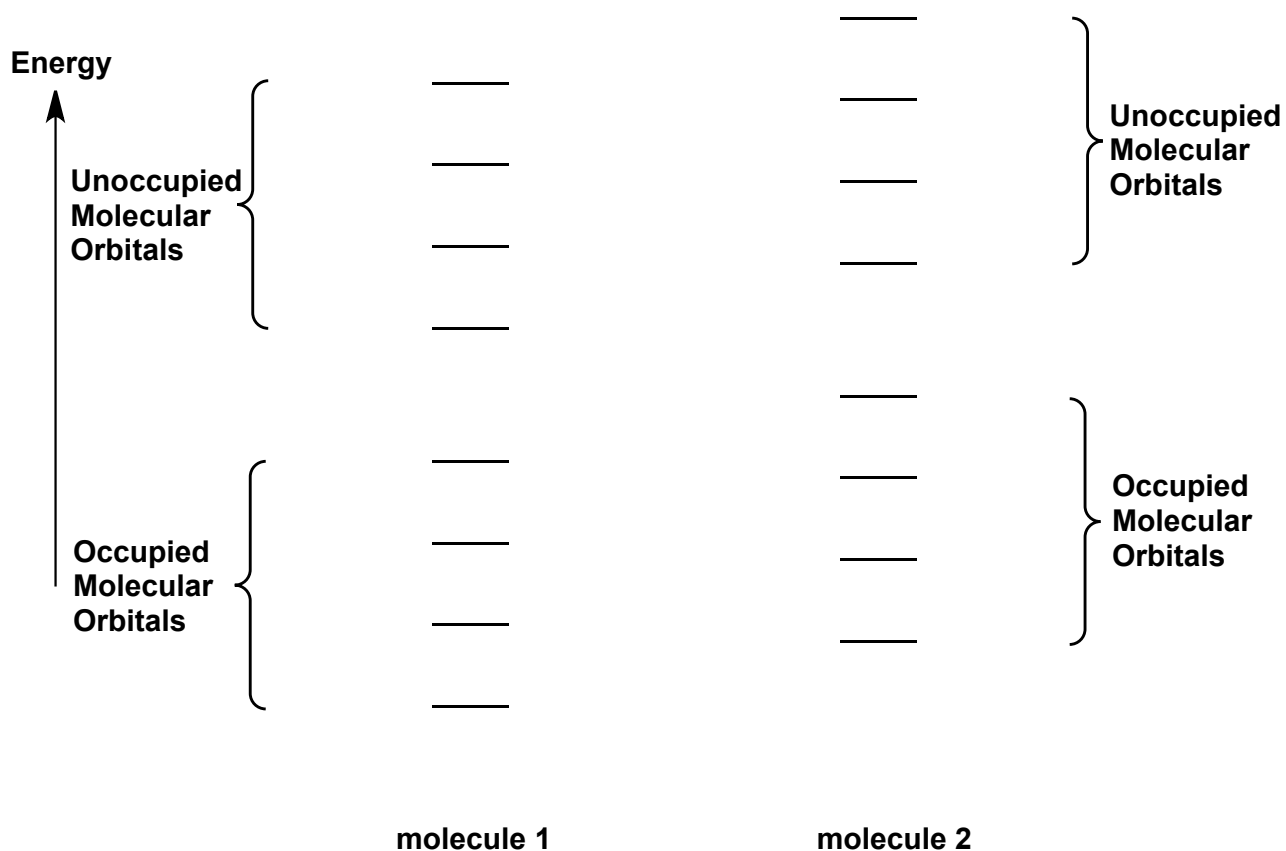 Energy
Unoccupied
Molecular
Orbitals
Unoccupied
Molecular
Orbitals
Occupied
Molecular
Orbitals
Occupied
Molecular
Orbitals
molecule 1
molecule 2